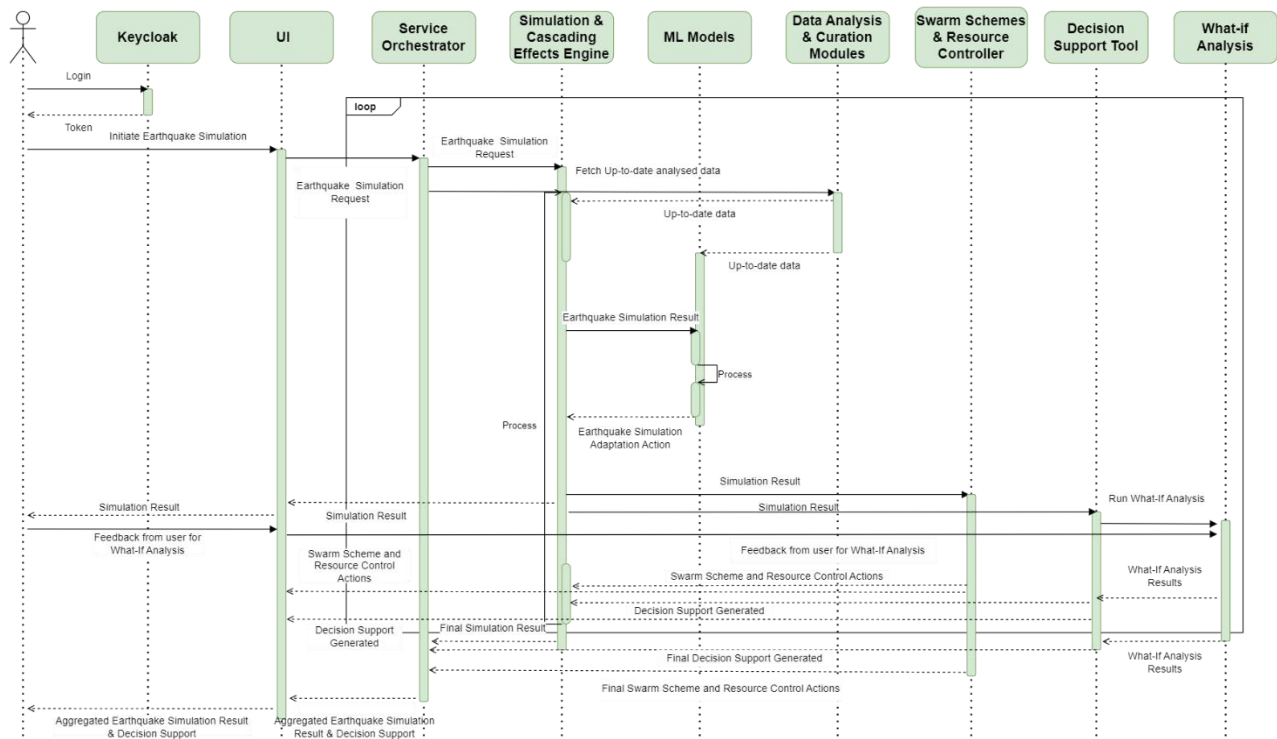 Keycloak
UI
Service
Orchestrator
Simulation &
Cascading
Effects Engine
ML Models
Data Analysis
& Curation
Modules
Swarm Schemes
& Resource
Controller
Decision
Support Tool
What-if
Analysis
Login
loop
Token
Initiate Earthquake Simulation
Earthquake Simulation
Request
Fetch Up-to-date analysed data
Earthquake Simulation
Request
Up-to-date data
Up-to-date data
Earthquake Simulation Result
Process
Process
Earthquake Simulation
Adaptation Action
Simulation Result
Run What-If Analysis
Simulation Result
Simulation Result
Simulation Result
Feedback from user for
What-If Analysis
Feedback from user for What-If Analysis
Swarm Scheme and
Resource Control
Actions
Swarm Scheme and Resource Control Actions
What-If Analysis
Results
Decision Support Generated
Decision Support
Generated
Final Simulation Result
Final Decision Support Generated
What-If Analysis
Results
Final Swarm Scheme and Resource Control Actions
Aggregated Earthquake Simulation Result
& Decision Support
Aggregated Earthquake Simulation
Result & Decision Support